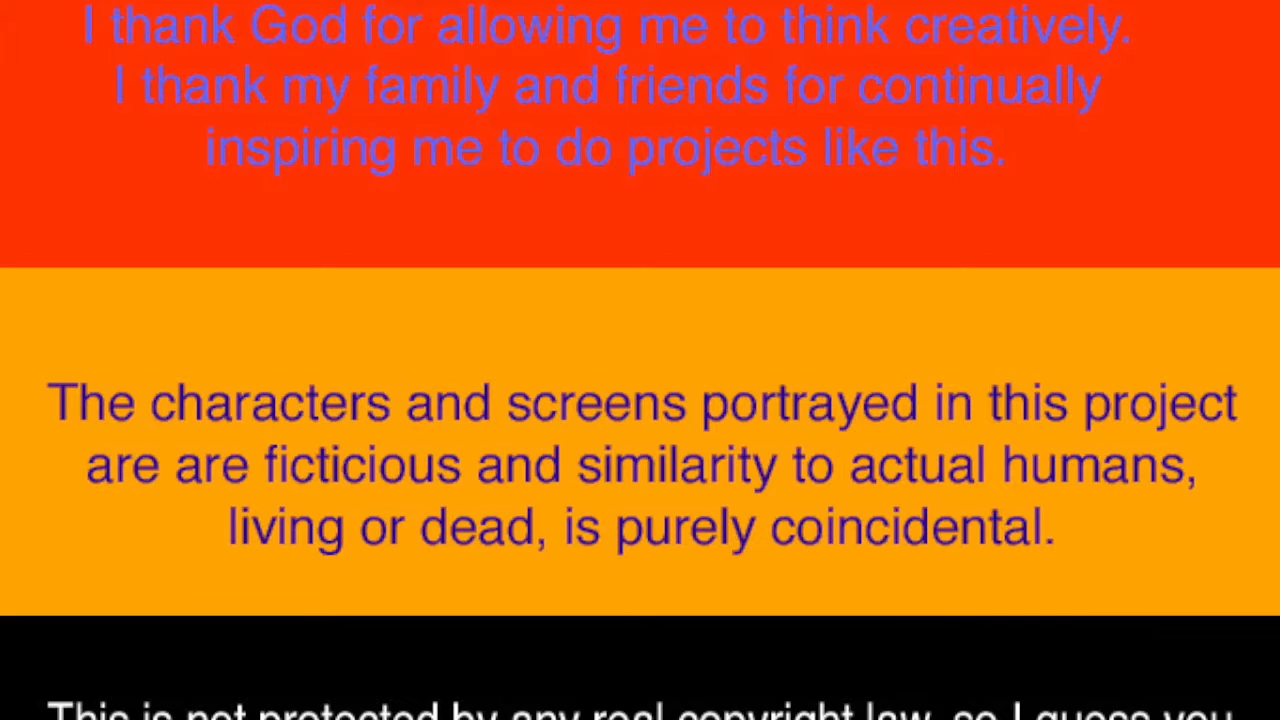 I thank God for allowing me to think creatively.
I thank my family and friends for continually
inspiring me to do projects like this.
The characters and screens portrayed in this project
are are ficticious and similarity to actual humans,
living or dead, is purely coincidental.
This is not protected by any real copyright law, so I guess you